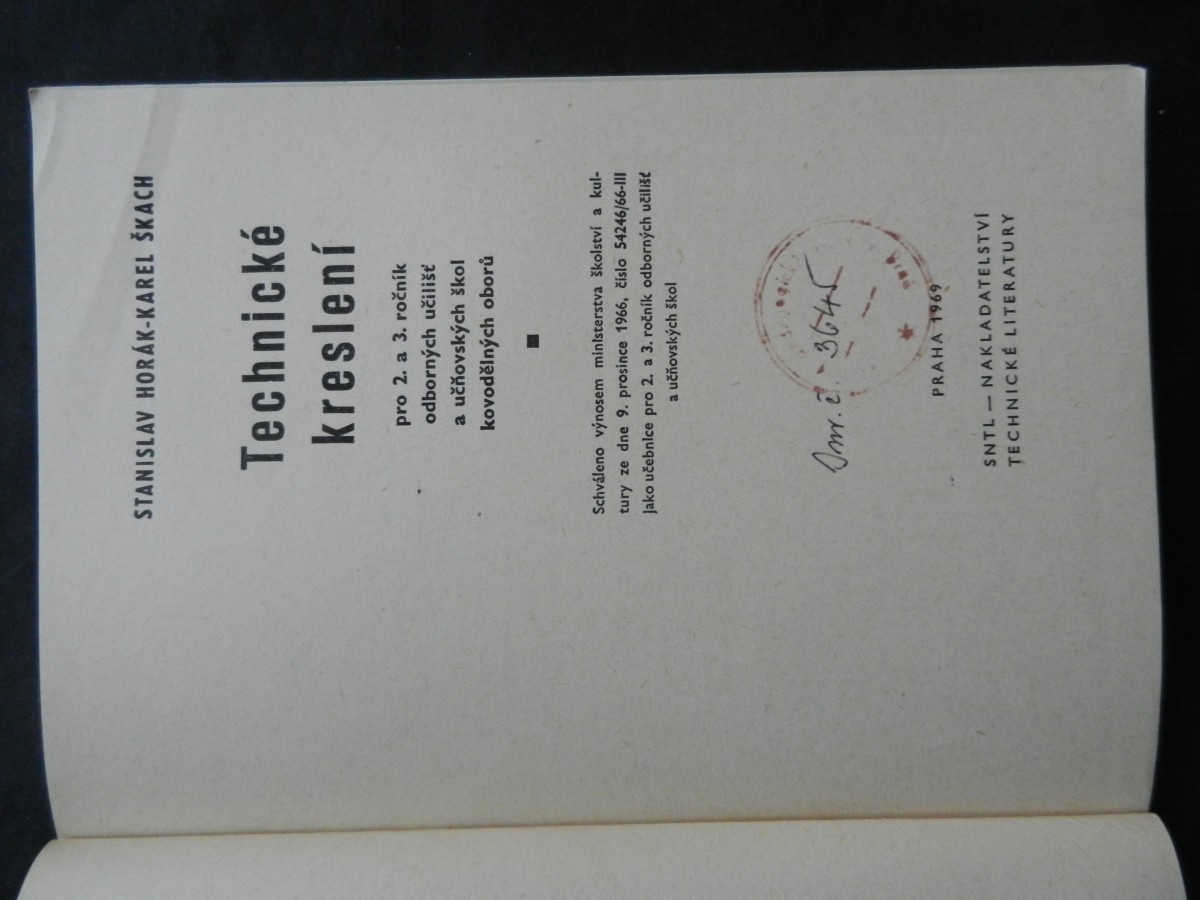 STANISLAV HORÁK-KAREL ŠKACH
Technické
kreslení
pro 2. a 3. ročník
odborných učilišť
a učňovských škol
kovodělných oborů
Schváleno výnosem ministerstva školství a kul-
tury ze dne 9. prosince 1966, číslo 54246/66-III
jako učebnice pro 2. a 3. ročník odborných učilišť
a učňovských škol
3645
PRAHA 1969
SNTL — NAKLADATELSTVÍ
TECHNICKÉ LITERATURY